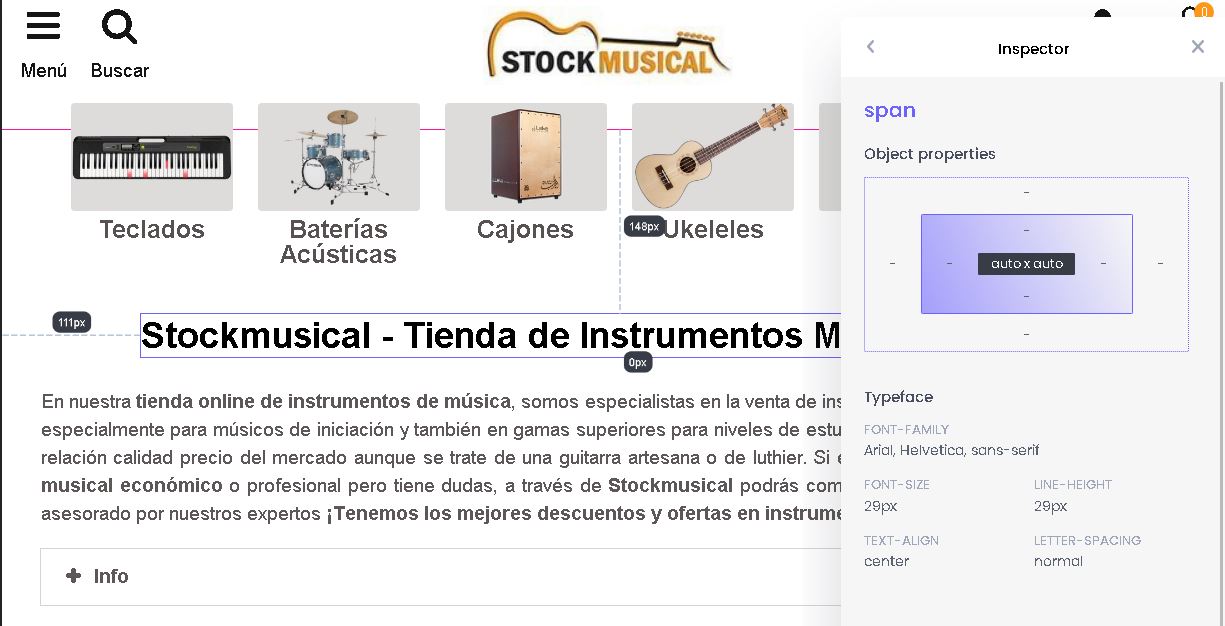 0
Menú
Buscar
STOCKMUSICAL
Teclados
Baterías
Acústicas
Cajones
Ukeleles
148px
111px
Stockmusical - Tienda de Instrumentos M
0px
En nuestra tienda online de instrumentos de música, somos especialistas en la venta de ins
especialmente para músicos de iniciación y también en gamas superiores para niveles de estu
relación calidad precio del mercado aunque se trate de una guitarra artesana o de luthier. Si e
musical económico o profesional pero tiene dudas, a través de Stockmusical podrás com
asesorado por nuestros expertos ¡Tenemos los mejores descuentos y ofertas en instrume
Info
Inspector
span
Object properties
-
-
- - auto x auto - -
-
-
Typeface
FONT-FAMILY
Arial, Helvetica, sans-serif
FONT-SIZE
29px
LINE-HEIGHT
29px
TEXT-ALIGN
center
LETTER-SPACING
normal